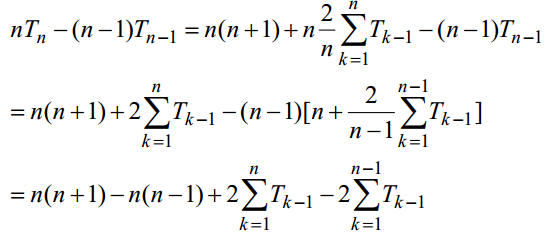 nT_n − (n−1)T_{n−1} = n(n+1) + n \frac{2}{n} \sum_{k=1}^{n} T_{k−1} − (n−1)T_{n−1}
= n(n+1) + 2 \sum_{k=1}^{n} T_{k−1} − (n−1)[n + \frac{2}{n−1} \sum_{k=1}^{n−1} T_{k−1}]
= n(n+1) − n(n−1) + 2 \sum_{k=1}^{n} T_{k−1} − 2 \sum_{k=1}^{n−1} T_{k−1}